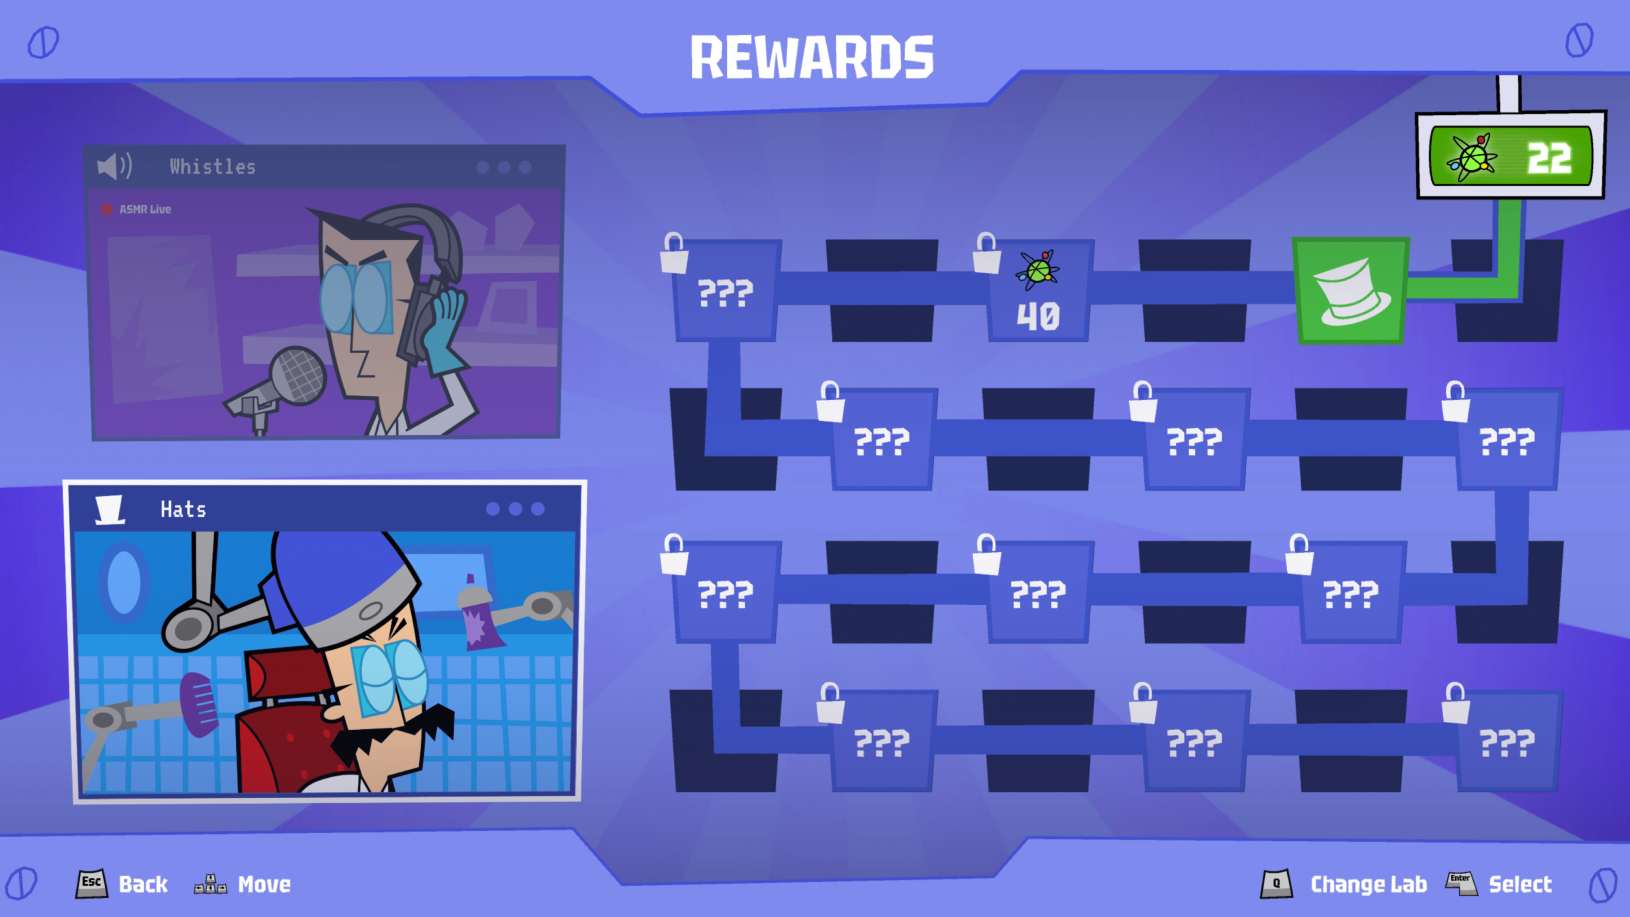 REWARDS
22
Whistles
ASMR Live
???
40
??? ??? ???
Hats
??? ??? ???
??? ??? ???
Esc Back Move
Q Change Lab Enter Select